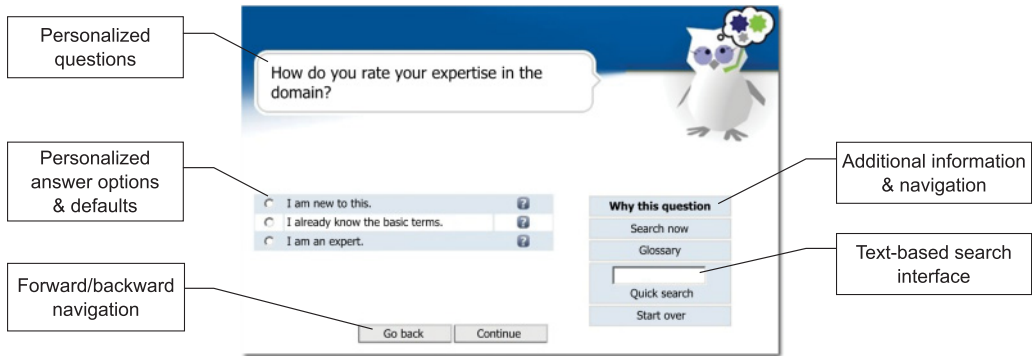 Personalized
questions
How do you rate your expertise in the
domain?
Personalized
answer options
& defaults
I am new to this.
I already know the basic terms.
I am an expert.
Why this question
Search now
Glossary
Quick search
Start over
Additional information
& navigation
Text-based search
interface
Forward/backward
navigation
Go back
Continue